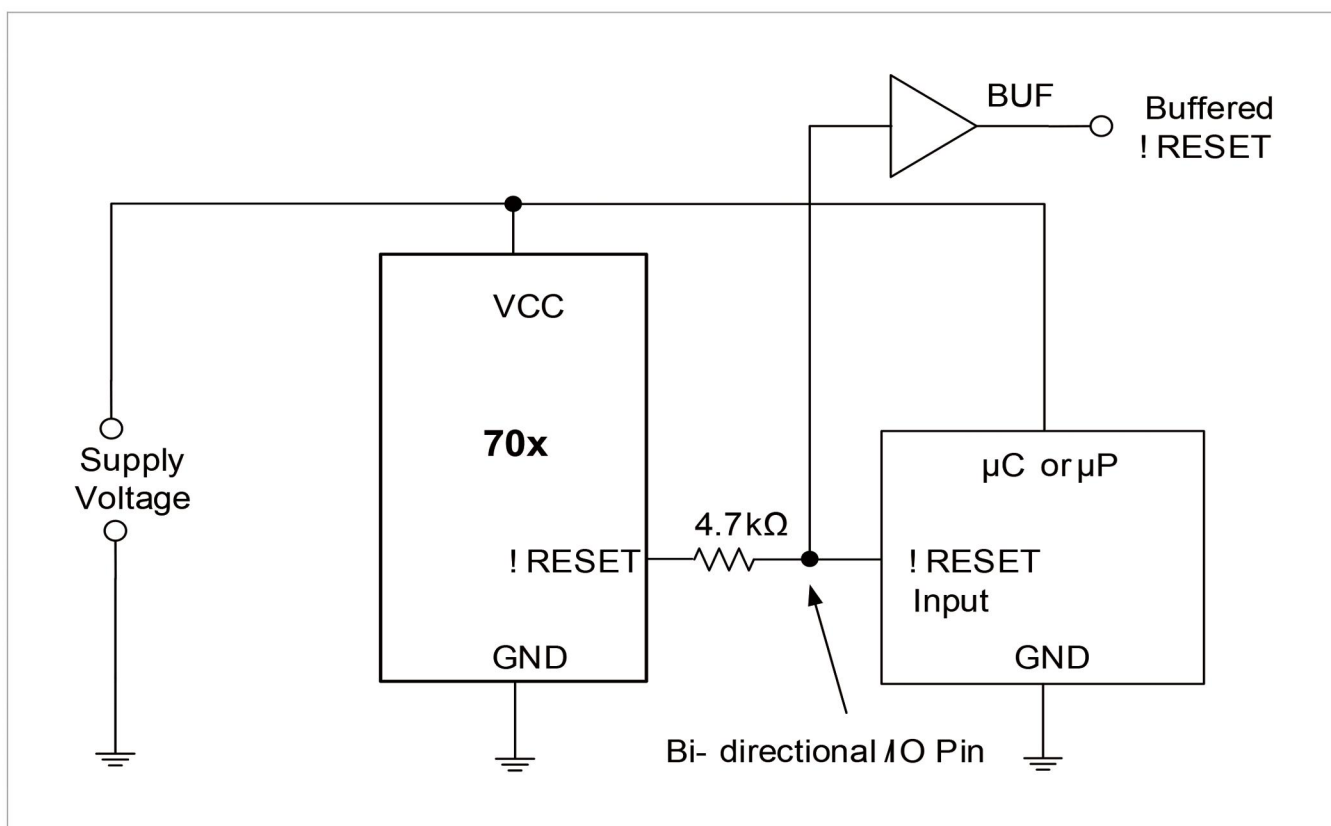 BUF
Buffered
! RESET
VCC
70x
Supply
Voltage
µC or µP
4.7kΩ
! RESET
! RESET
Input
GND
GND
Bi- directional I/O Pin